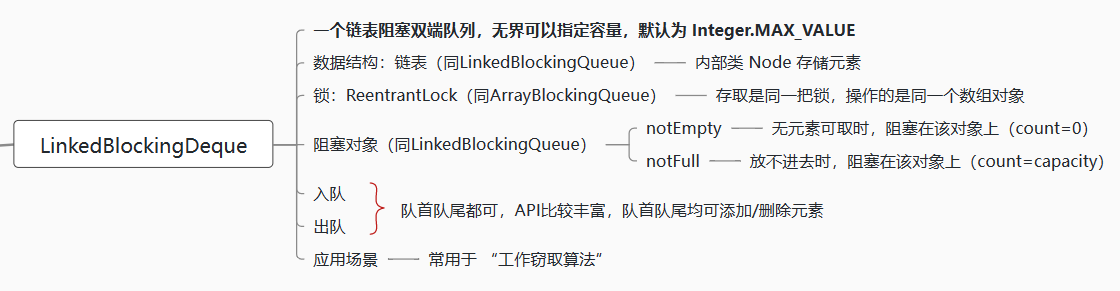 一个链表阻塞双端队列，无界可以指定容量，默认为 Integer.MAX_VALUE
数据结构：链表（同LinkedBlockingQueue） 内部类 Node 存储元素
锁：ReentrantLock（同ArrayBlockingQueue） 存取是同一把锁，操作的是同一个数组对象
LinkedBlockingDeque
阻塞对象（同LinkedBlockingQueue）
notEmpty 无元素可取时，阻塞在该对象上（count=0）
notFull 放不进去时，阻塞在该对象上（count=capacity）
入队
出队
队首队尾都可，API比较丰富，队首队尾均可添加/删除元素
应用场景 常用于 “工作窃取算法“